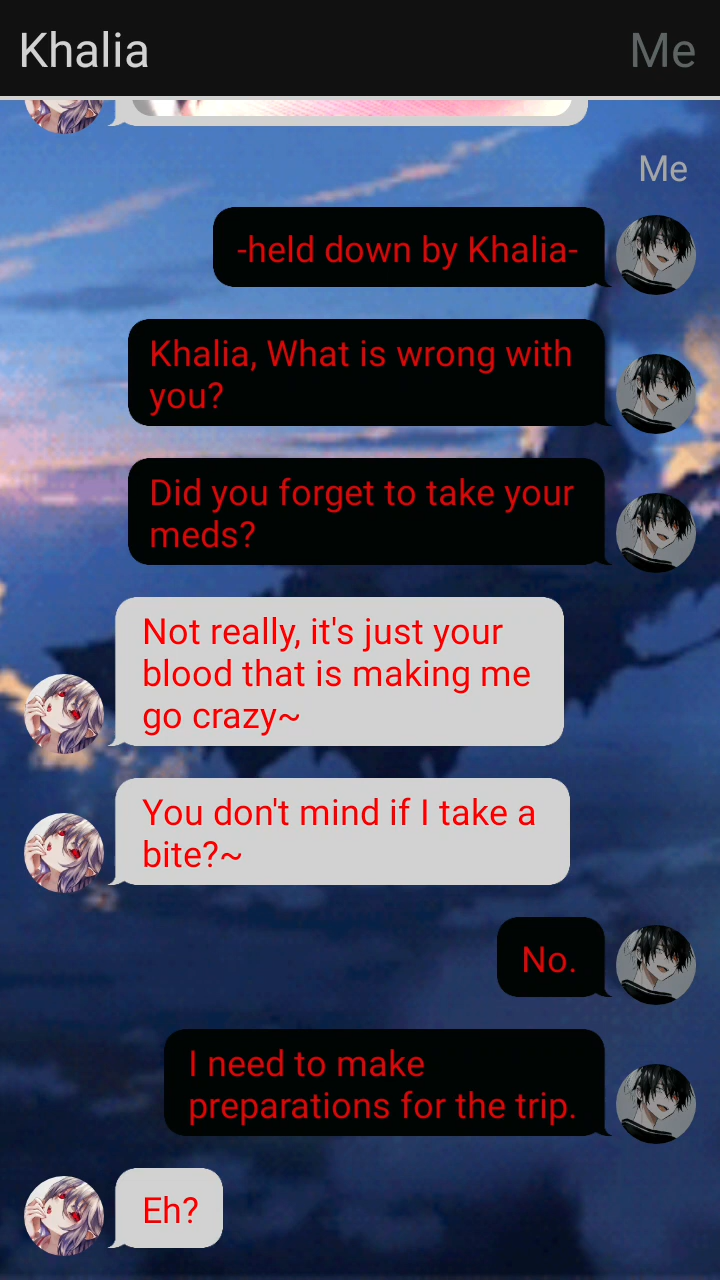 Khalia
Me
Me
-held down by Khalia-
Khalia, What is wrong with
you?
Did you forget to take your
meds?
Not really, it's just your
blood that is making me
go crazy~
You don't mind if I take a
bite?~
No.
I need to make
preparations for the trip.
Eh?